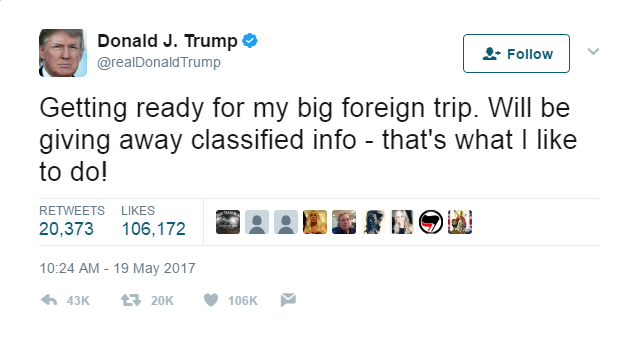 Donald J. Trump
@realDonaldTrump
Follow
Getting ready for my big foreign trip. Will be
giving away classified info - that's what I like
to do!
RETWEETS LIKES
20,373 106,172
10:24 AM - 19 May 2017
43K 20K 106K